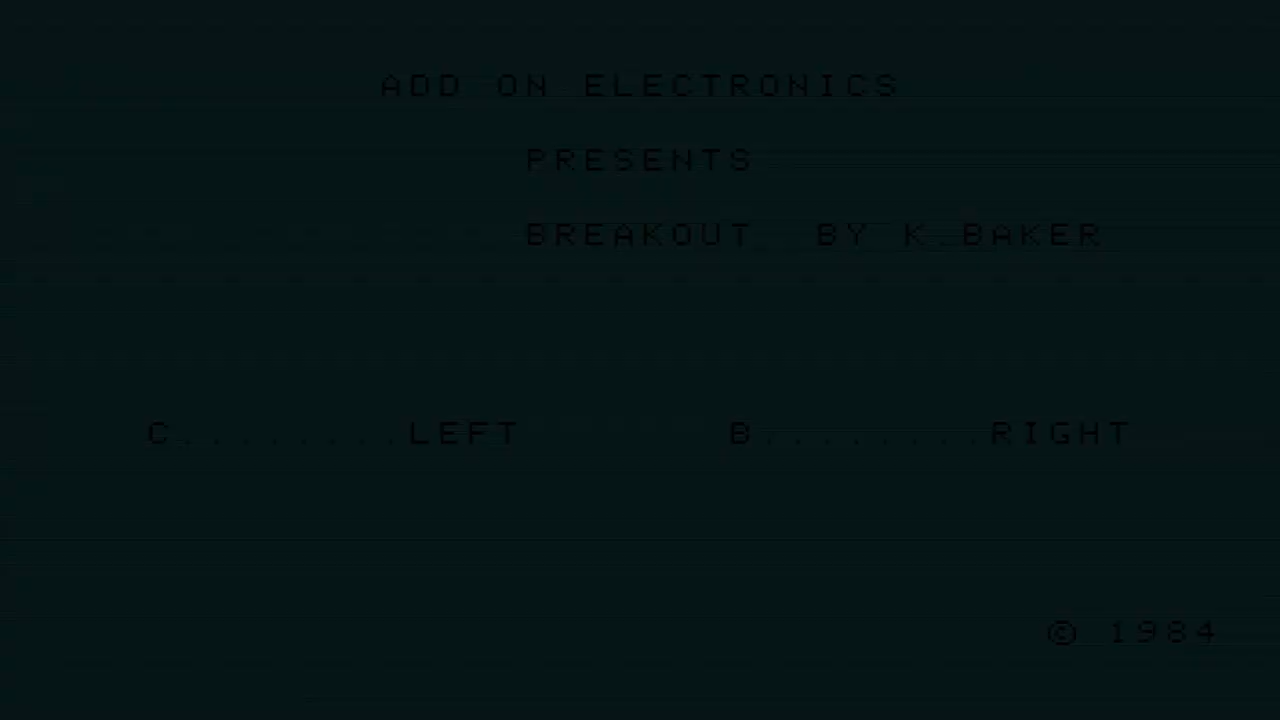 ADD ON ELECTRONICS
PRESENTS
BREAKOUT  BY K BAKER
C........LEFT B........RIGHT
© 1984